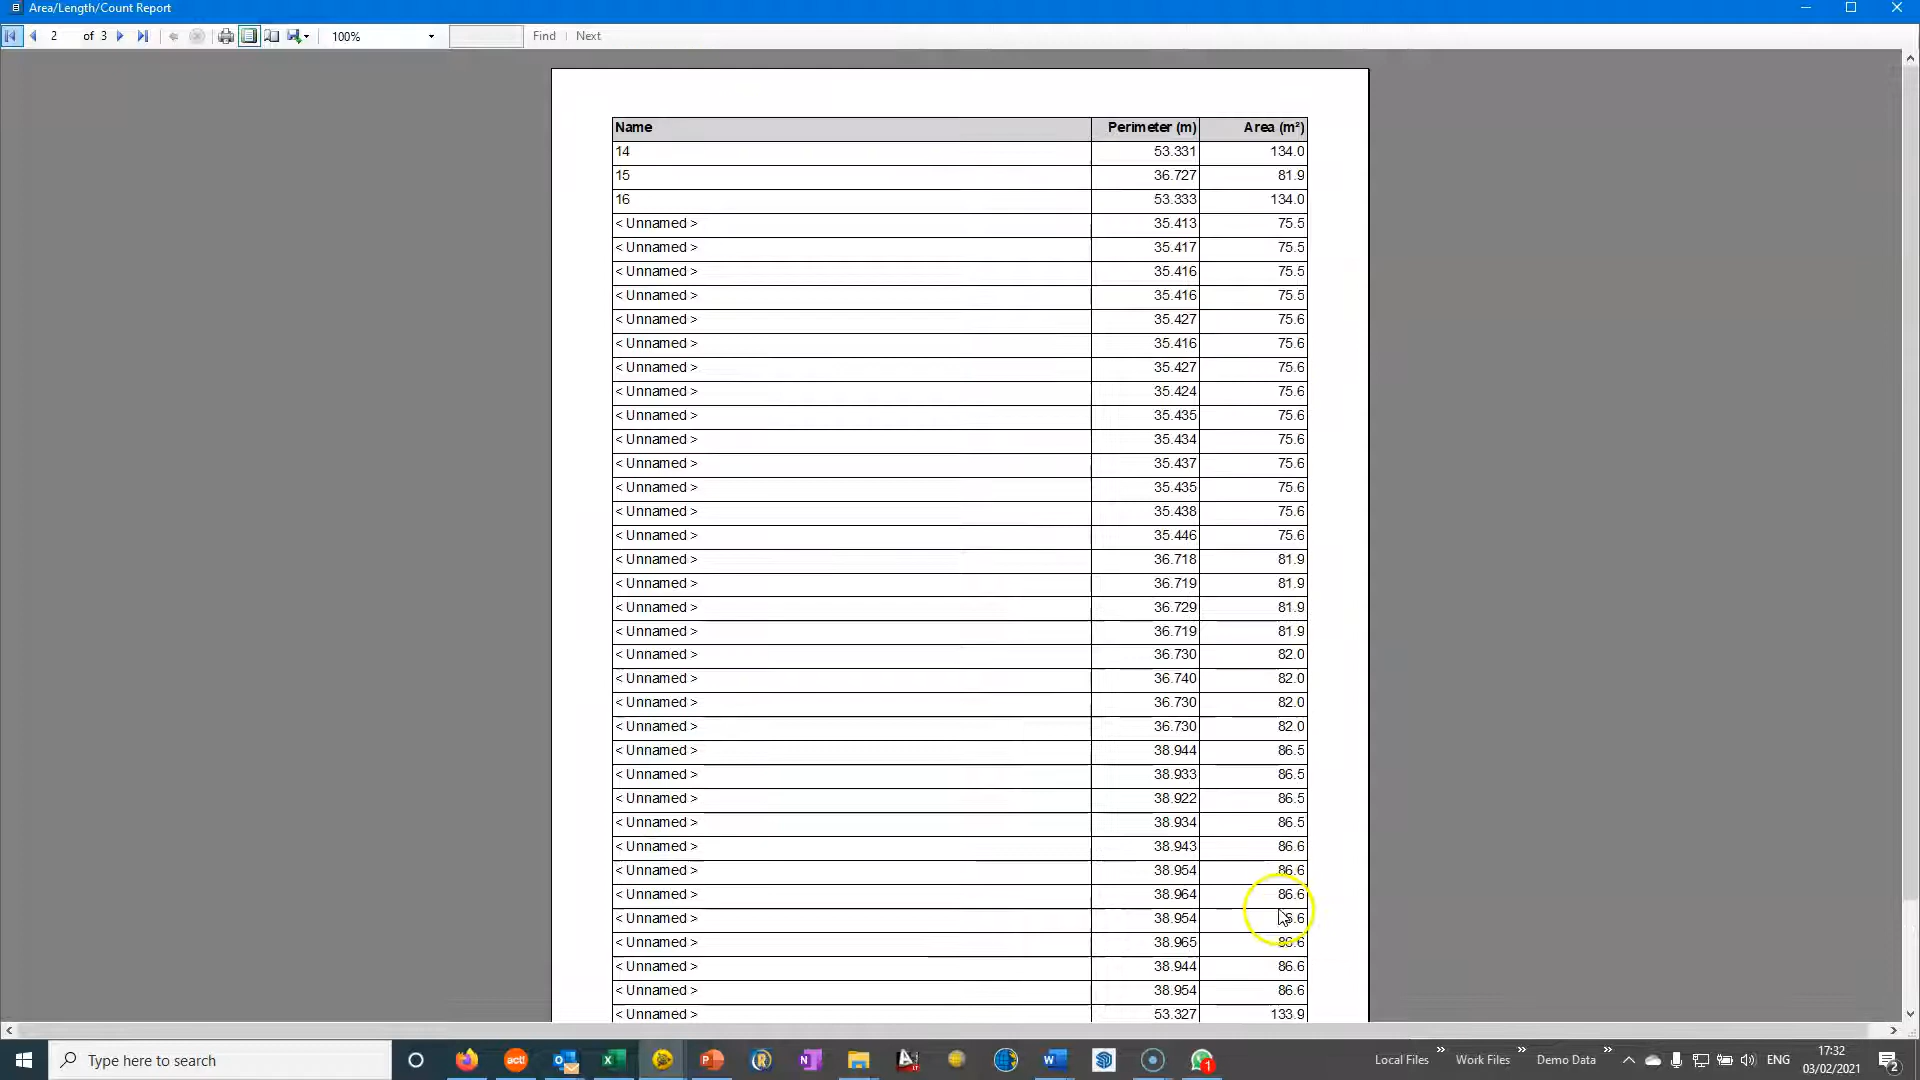 Area/Length/Count Report
2 of 3 100% Find | Next
Name Perimeter (m) Area (m²)
14 53.331 134.0
15 36.727 81.9
16 53.333 134.0
< Unnamed > 35.413 75.5
< Unnamed > 35.417 75.5
< Unnamed > 35.416 75.5
< Unnamed > 35.416 75.5
< Unnamed > 35.427 75.6
< Unnamed > 35.416 75.6
< Unnamed > 35.427 75.6
< Unnamed > 35.424 75.6
< Unnamed > 35.435 75.6
< Unnamed > 35.434 75.6
< Unnamed > 35.437 75.6
< Unnamed > 35.435 75.6
< Unnamed > 35.438 75.6
< Unnamed > 35.446 75.6
< Unnamed > 36.718 81.9
< Unnamed > 36.719 81.9
< Unnamed > 36.729 81.9
< Unnamed > 36.719 81.9
< Unnamed > 36.730 82.0
< Unnamed > 36.740 82.0
< Unnamed > 36.730 82.0
< Unnamed > 36.730 82.0
< Unnamed > 38.944 86.5
< Unnamed > 38.933 86.5
< Unnamed > 38.922 86.5
< Unnamed > 38.934 86.5
< Unnamed > 38.943 86.6
< Unnamed > 38.954 86.6
< Unnamed > 38.964 86.6
< Unnamed > 38.954
< Unnamed > 38.965 86.6
< Unnamed > 38.944 86.6
< Unnamed > 38.954 86.6
< Unnamed > 53.327 133.9
Type here to search
act!
1
Local Files » Work Files » Demo Data » ENG
17:32
03/02/2021
2